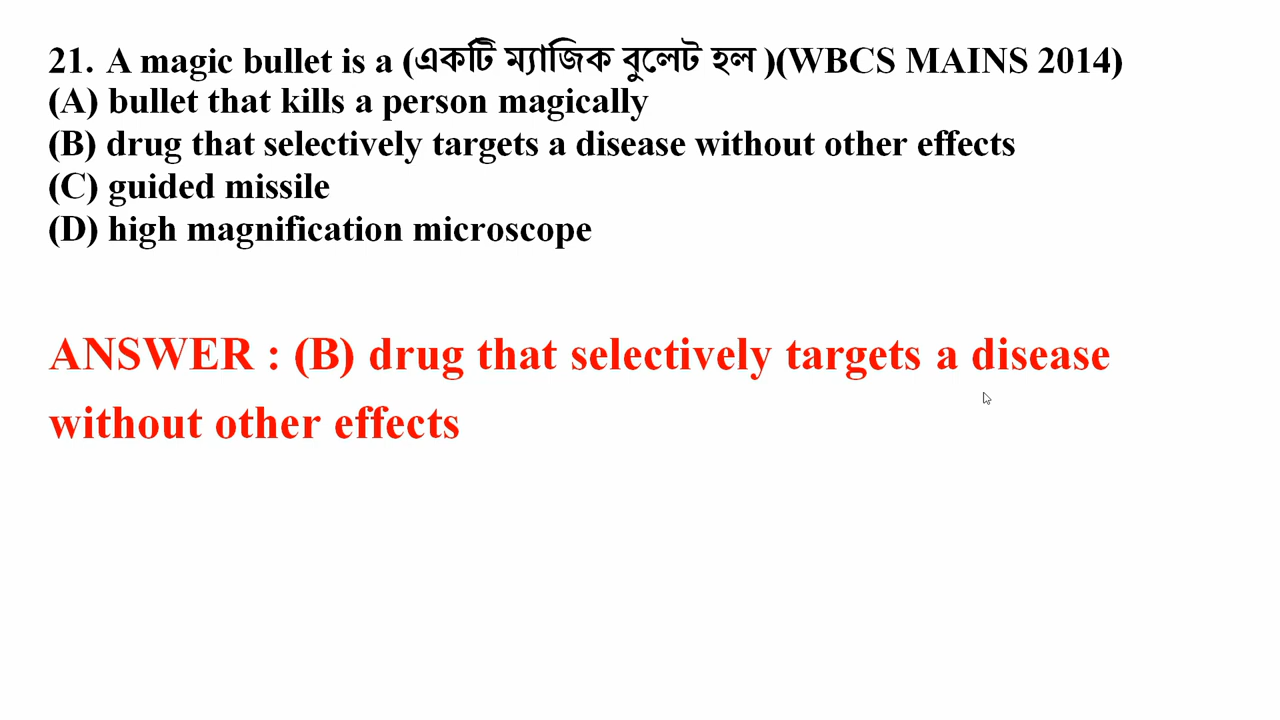 21. A magic bullet is a (একটি ম্যাজিক বুলেট হল )(WBCS MAINS 2014)
(A) bullet that kills a person magically
(B) drug that selectively targets a disease without other effects
(C) guided missile
(D) high magnification microscope
ANSWER : (B) drug that selectively targets a disease
without other effects